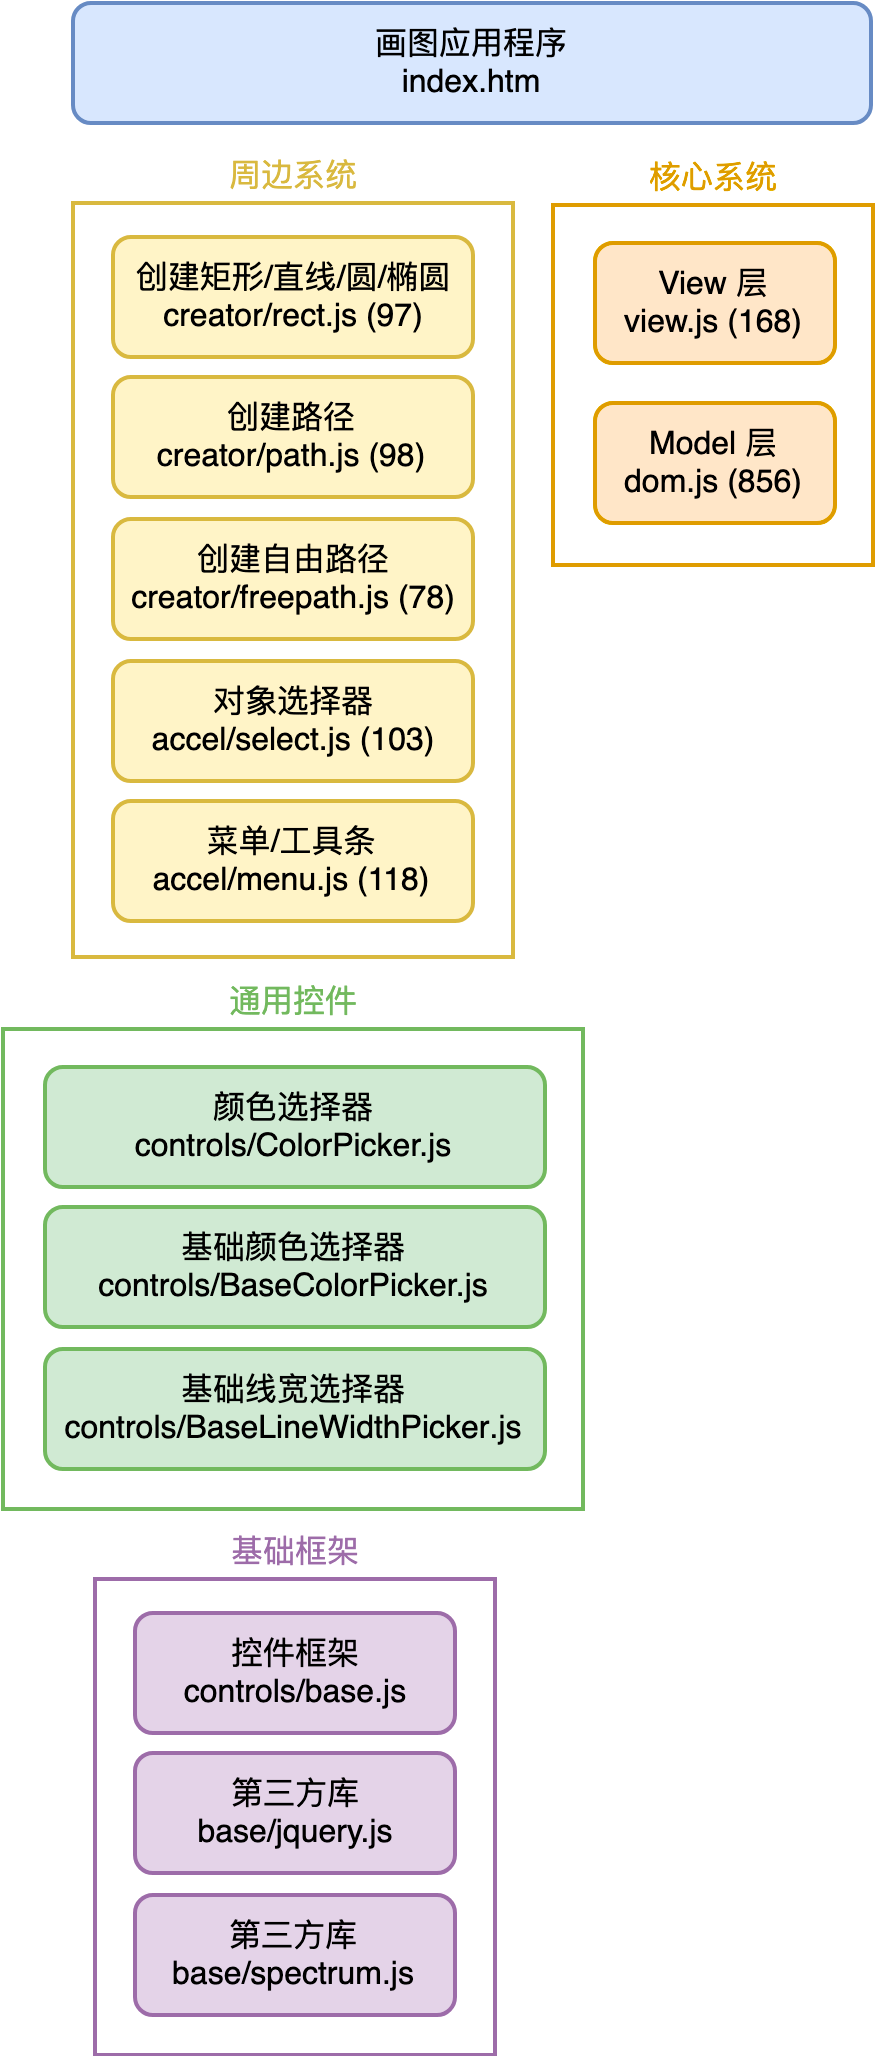 画图应用程序
index.htm
周边系统
创建矩形/直线/圆/椭圆
creator/rect.js (97)
创建路径
creator/path.js (98)
创建自由路径
creator/freepath.js (78)
对象选择器
accel/select.js (103)
菜单/工具条
accel/menu.js (118)
核心系统
View 层
view.js (168)
Model 层
dom.js (856)
通用控件
颜色选择器
controls/ColorPicker.js
基础颜色选择器
controls/BaseColorPicker.js
基础线宽选择器
controls/BaseLineWidthPicker.js
基础框架
控件框架
controls/base.js
第三方库
base/jquery.js
第三方库
base/spectrum.js